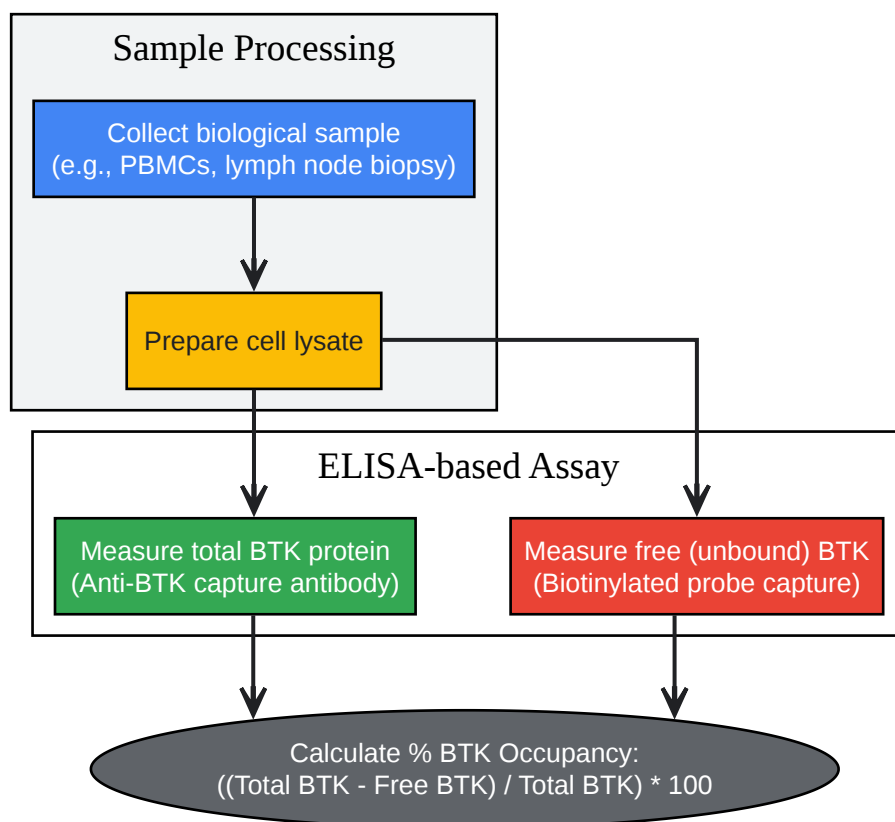 Sample Processing
Collect biological sample
(e.g., PBMCs, lymph node biopsy)
Prepare cell lysate
ELISA-based Assay
Measure total BTK protein
(Anti-BTK capture antibody)
Measure free (unbound) BTK
(Biotinylated probe capture)
Calculate % BTK Occupancy:
((Total BTK - Free BTK) / Total BTK) * 100